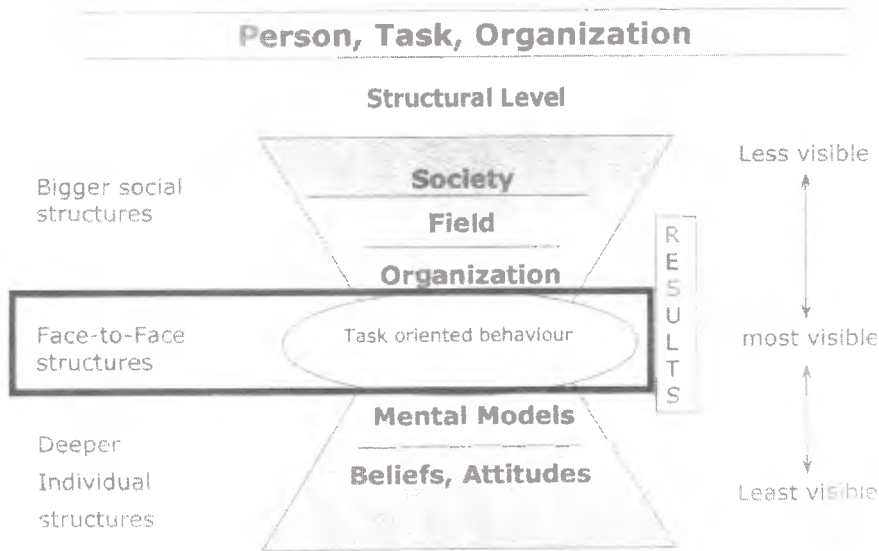 Person, Task, Organization
Structural Level
Less visible
Bigger social
structures
Society
Field
Organization
RESULTS
Face-to-Face
structures
Task oriented behaviour
most visible
Mental Models
Deeper
Individual
structures
Beliefs, Attitudes
Least visible